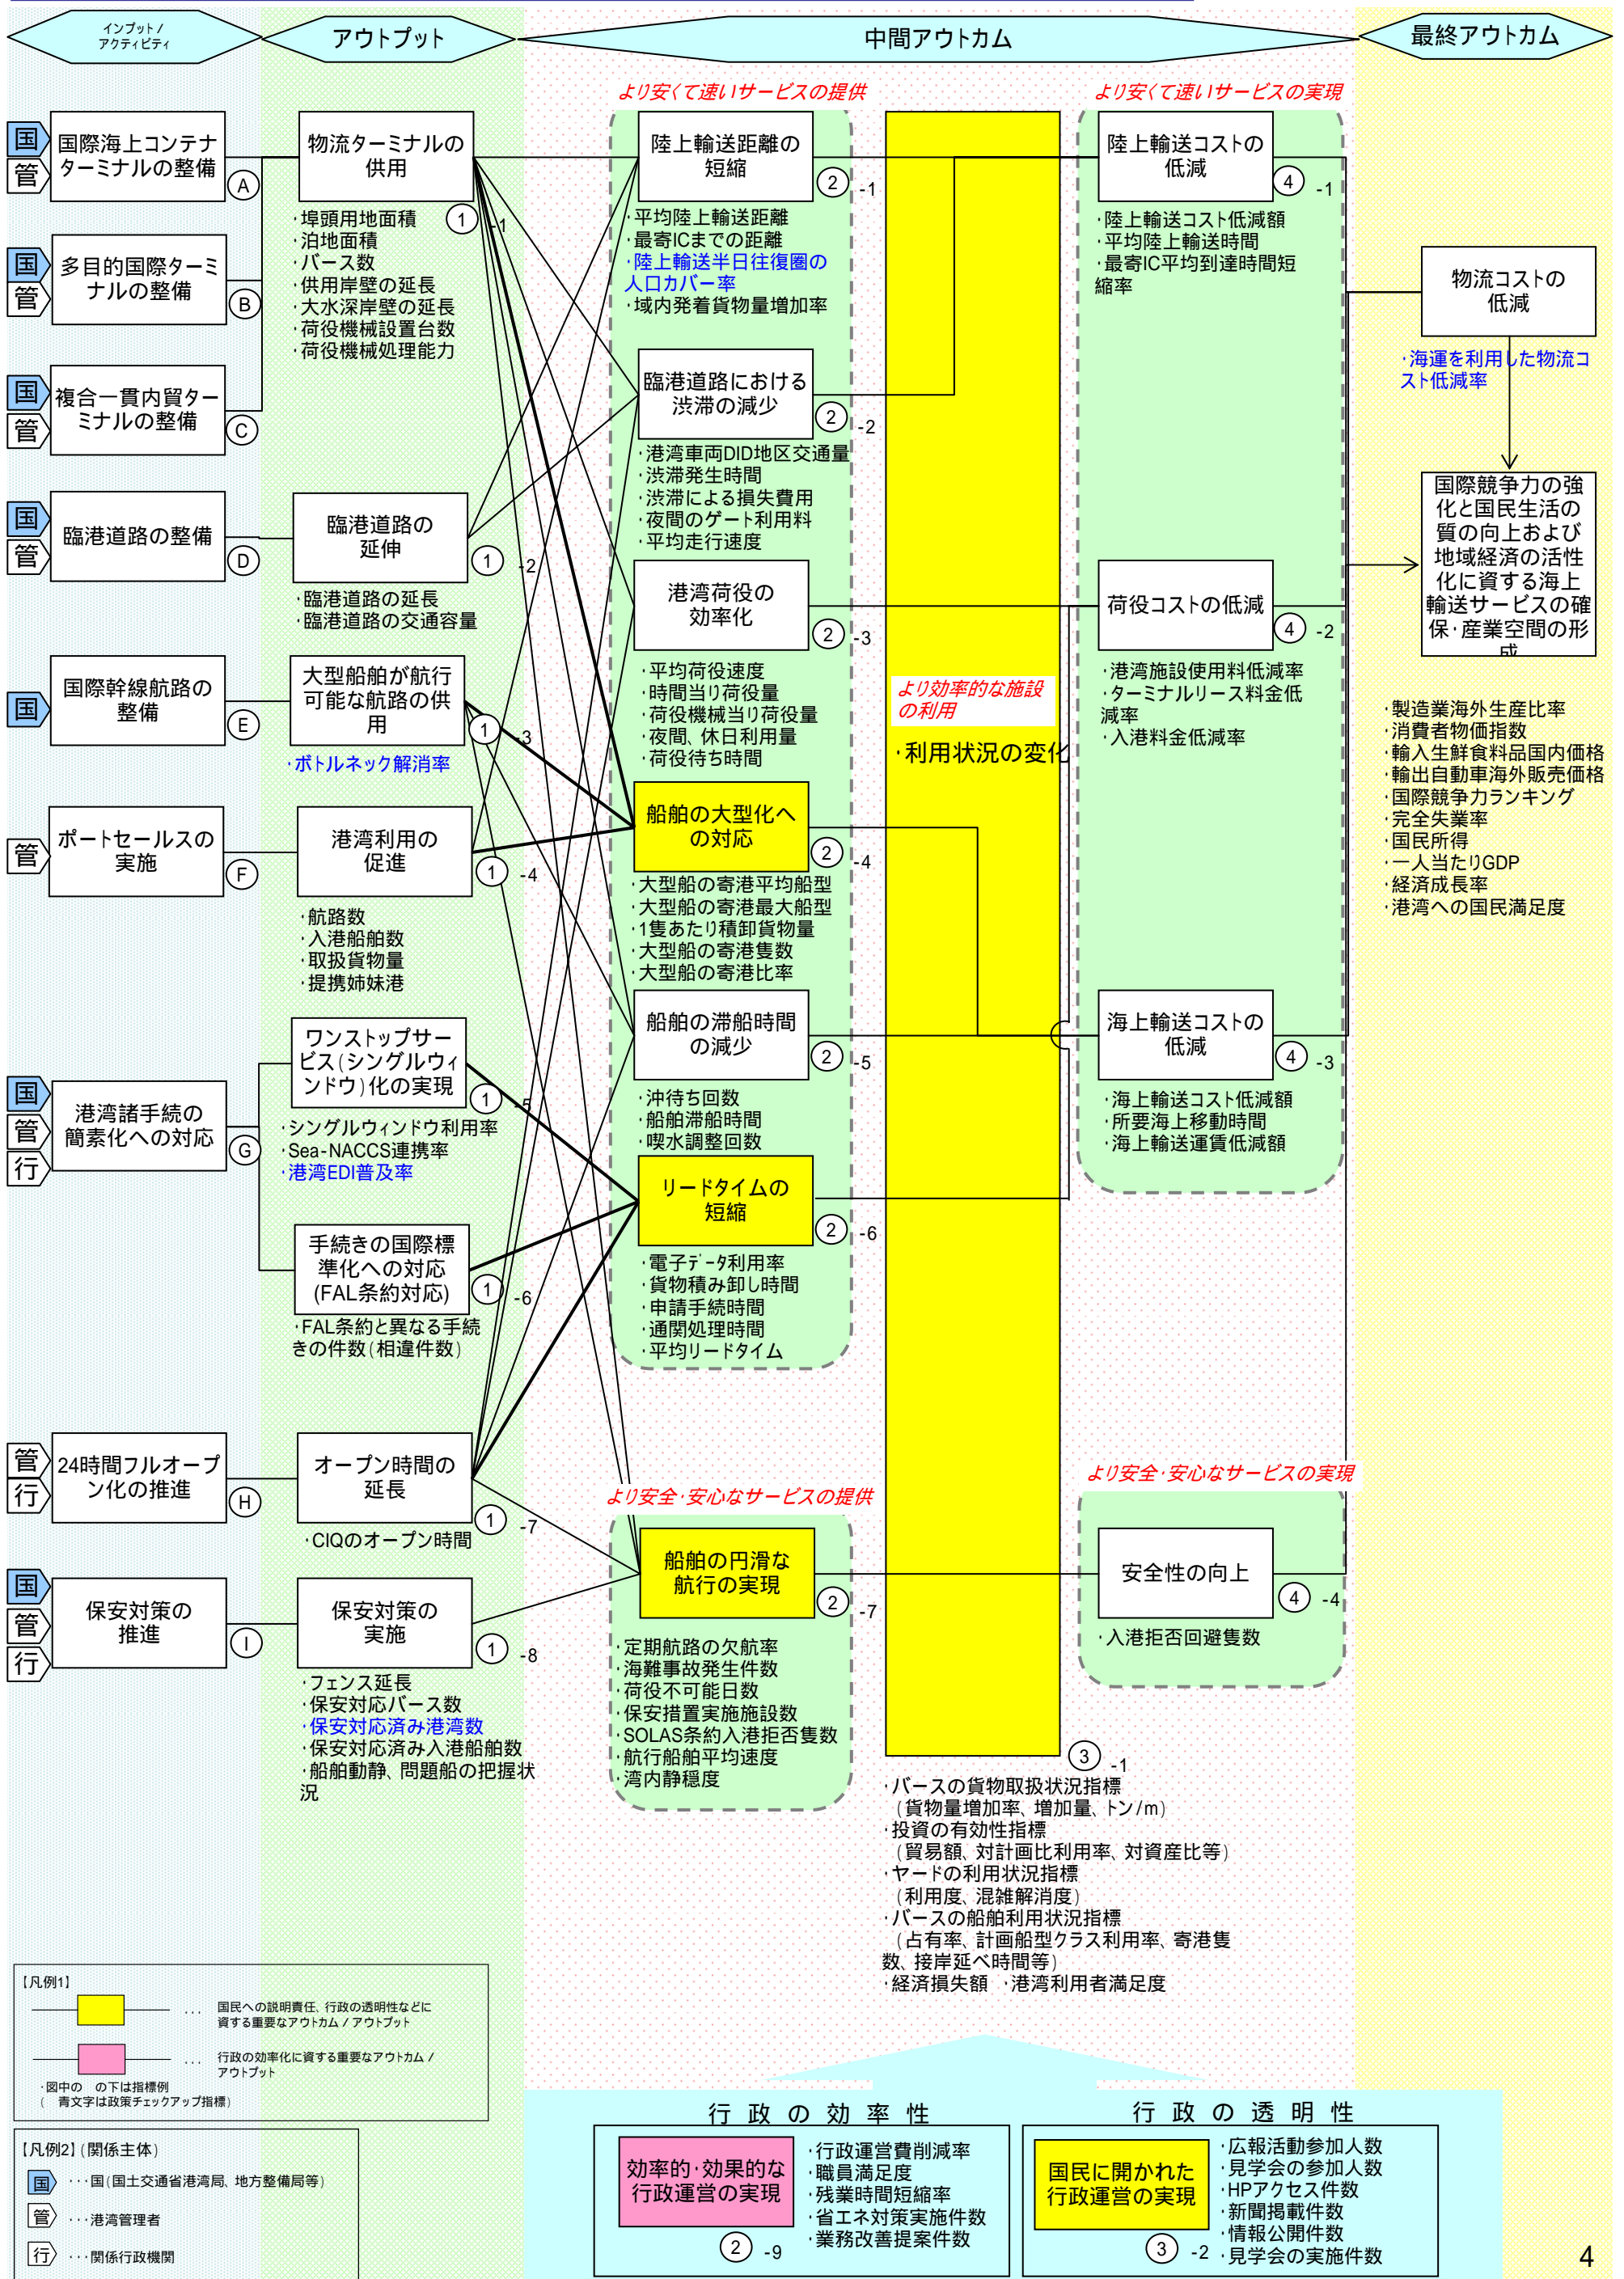 インプット/
アクティビティ
アウトプット
中間アウトカム
最終アウトカム
国
管
国際海上コンテナ
ターミナルの整備
A
国
管
多目的国際ターミ
ナルの整備
B
国
管
複合一貫内貿ター
ミナルの整備
C
国
管
臨港道路の整備
D
国
国際幹線航路の
整備
E
管
ポートセールスの
実施
F
国
管
行
港湾諸手続の
簡素化への対応
G
管
行
24時間フルオープ
ン化の推進
H
国
管
行
保安対策の
推進
I
物流ターミナルの
供用
1 -1
・埠頭用地面積
・泊地面積
・バース数
・供用岸壁の延長
・大水深岸壁の延長
・荷役機械設置台数
・荷役機械処理能力
臨港道路の
延伸
1 -2
・臨港道路の延長
・臨港道路の交通容量
大型船舶が航行
可能な航路の供
用
1 -3
・ボトルネック解消率
港湾利用の
促進
1 -4
・航路数
・入港船舶数
・取扱貨物量
・提携姉妹港
ワンストップサー
ビス(シングルウィ
ンドウ)化の実現
1 -5
・シングルウィンドウ利用率
・Sea-NACCS連携率
・港湾EDI普及率
手続きの国際標
準化への対応
(FAL条約対応)
1 -6
・FAL条約と異なる手続
きの件数(相違件数)
オープン時間の
延長
1 -7
・CIQのオープン時間
保安対策の
実施
1 -8
・フェンス延長
・保安対応バース数
・保安対応済み港湾数
・保安対応済み入港船舶数
・船舶動静、問題船の把握状
況
より安くて速いサービスの提供
陸上輸送距離の
短縮
2 -1
・平均陸上輸送距離
・最寄ICまでの距離
・陸上輸送半日往復圏の
人口カバー率
・域内発着貨物量増加率
臨港道路における
渋滞の減少
2 -2
・港湾車両DID地区交通量
・渋滞発生時間
・渋滞による損失費用
・夜間のゲート利用料
・平均走行速度
港湾荷役の
効率化
2 -3
・平均荷役速度
・時間当り荷役量
・荷役機械当り荷役量
・夜間、休日利用量
・荷役待ち時間
船舶の大型化へ
の対応
2 -4
・大型船の寄港平均船型
・大型船の寄港最大船型
・1隻あたり積卸貨物量
・大型船の寄港隻数
・大型船の寄港比率
船舶の滞船時間
の減少
2 -5
・沖待ち回数
・船舶滞船時間
・喫水調整回数
リードタイムの
短縮
2 -6
・電子データ利用率
・貨物積み卸し時間
・申請手続時間
・通関処理時間
・平均リードタイム
より安全・安心なサービスの提供
船舶の円滑な
航行の実現
2 -7
・定期航路の欠航率
・海難事故発生件数
・荷役不可能日数
・保安措置実施施設数
・SOLAS条約入港拒否隻数
・航行船舶平均速度
・湾内静穏度
より効率的な施設
の利用
・利用状況の変化
3 -1
・バースの貨物取扱状況指標
(貨物量増加率、増加量、トン/m)
・投資の有効性指標
(貿易額、対計画比利用率、対資産比等)
・ヤードの利用状況指標
(利用度、混雑解消度)
・バースの船舶利用状況指標
(占有率、計画船型クラス利用率、寄港隻
数、接岸延べ時間等)
・経済損失額 ・港湾利用者満足度
より安くて速いサービスの実現
陸上輸送コストの
低減
4 -1
・陸上輸送コスト低減額
・平均陸上輸送時間
・最寄IC平均到達時間短
縮率
荷役コストの低減
4 -2
・港湾施設使用料低減率
・ターミナルリース料金低
減率
・入港料金低減率
海上輸送コストの
低減
4 -3
・海上輸送コスト低減額
・所要海上移動時間
・海上輸送運賃低減額
より安全・安心なサービスの実現
安全性の向上
4 -4
・入港拒否回避隻数
物流コストの
低減
・海運を利用した物流コ
スト低減率
国際競争力の強
化と国民生活の
質の向上および
地域経済の活性
化に資する海上
輸送サービスの確
保・産業空間の形
成
・製造業海外生産比率
・消費者物価指数
・輸入生鮮食料品国内価格
・輸出自動車海外販売価格
・国際競争力ランキング
・完全失業率
・国民所得
・一人当たりGDP
・経済成長率
・港湾への国民満足度
【凡例1】
… 国民への説明責任、行政の透明性などに
資する重要なアウトカム/アウトプット
… 行政の効率化に資する重要なアウトカム/
アウトプット
・図中の の下は指標例
( 青文字は政策チェックアップ指標)
【凡例2】(関係主体)
国 …国(国土交通省港湾局、地方整備局等)
管 …港湾管理者
行 …関係行政機関
行政の効率性
効率的・効果的な
行政運営の実現
2 -9
・行政運営費削減率
・職員満足度
・残業時間短縮率
・省エネ対策実施件数
・業務改善提案件数
行政の透明性
国民に開かれた
行政運営の実現
3 -2
・広報活動参加人数
・見学会の参加人数
・HPアクセス件数
・新聞掲載件数
・情報公開件数
・見学会の実施件数
4